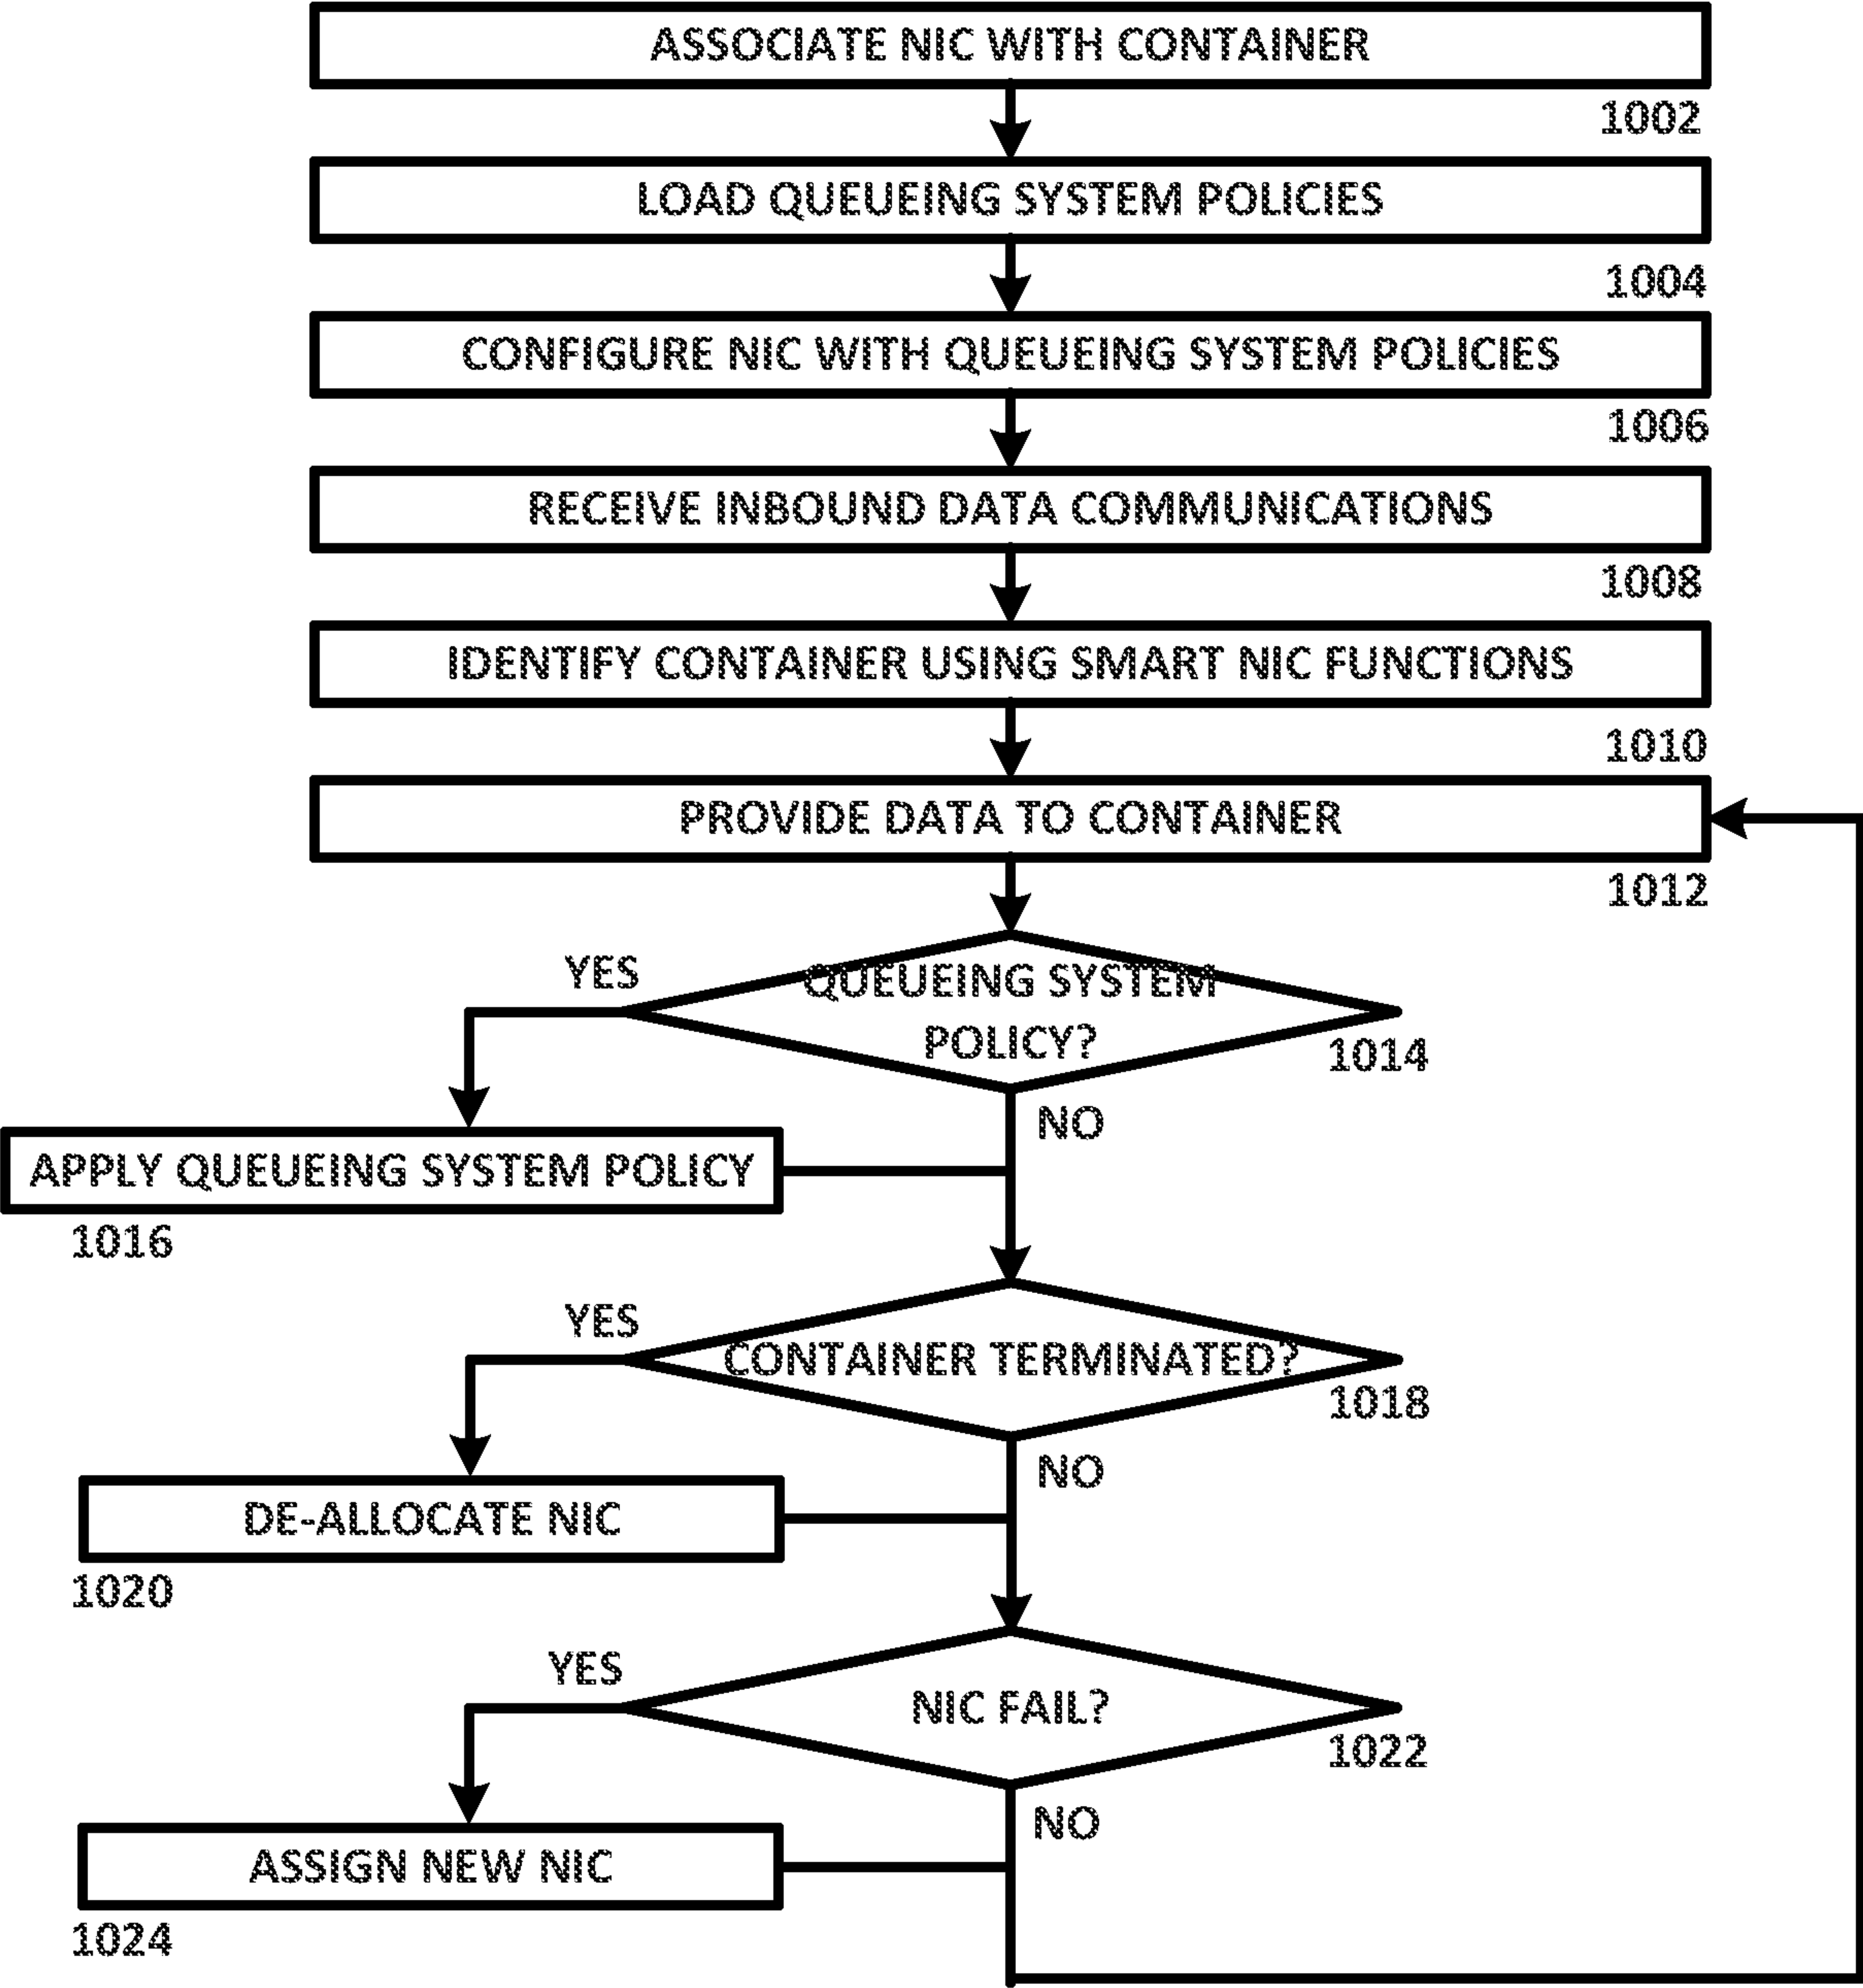 ASSOCIATE NIC WITH CONTAINER
1002
LOAD QUEUEING SYSTEM POLICIES
1004
CONFIGURE NIC WITH QUEUEING SYSTEM POLICIES
1006
RECEIVE INBOUND DATA COMMUNICATIONS
1008
IDENTIFY CONTAINER USING SMART NIC FUNCTIONS
1010
PROVIDE DATA TO CONTAINER
1012
YES
QUEUEING SYSTEM
POLICY?
1014
NO
APPLY QUEUEING SYSTEM POLICY
1016
YES
CONTAINER TERMINATED?
1018
NO
DE-ALLOCATE NIC
1020
YES
NIC FAIL?
1022
NO
ASSIGN NEW NIC
1024